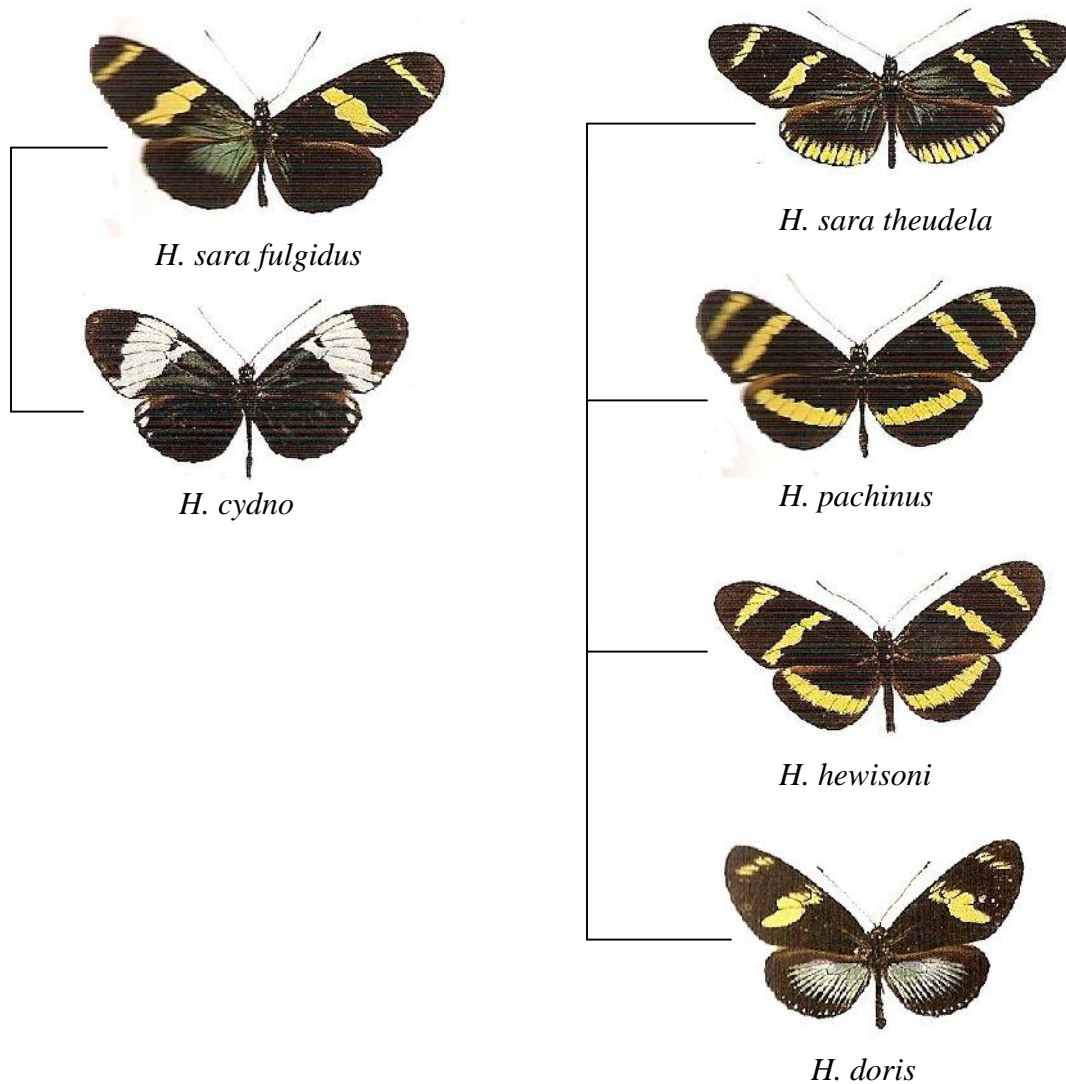 H. sara fulgidus
H. cydno
H. sara theudela
H. pachinus
H. hewisoni
H. doris